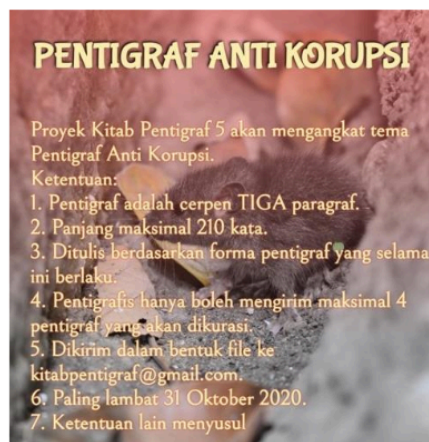 PENTIGRAF ANTI KORUPSI
Proyek Kitab Pentigraf 5 akan mengangkat tema
Pentigraf Anti Korupsi.
Ketentuan:
1. Pentigraf adalah cerpen TIGA paragraf.
2. Panjang maksimal 210 kata.
3. Ditulis berdasarkan forma pentigraf yang selama
ini berlaku.
4. Pentigrafis hanya boleh mengirim maksimal 4
pentigraf yang akan dikurasi.
5. Dikirim dalam bentuk file ke
kitabpentigraf@gmail.com.
6. Paling lambat 31 Oktober 2020.
7. Ketentuan lain menyusul